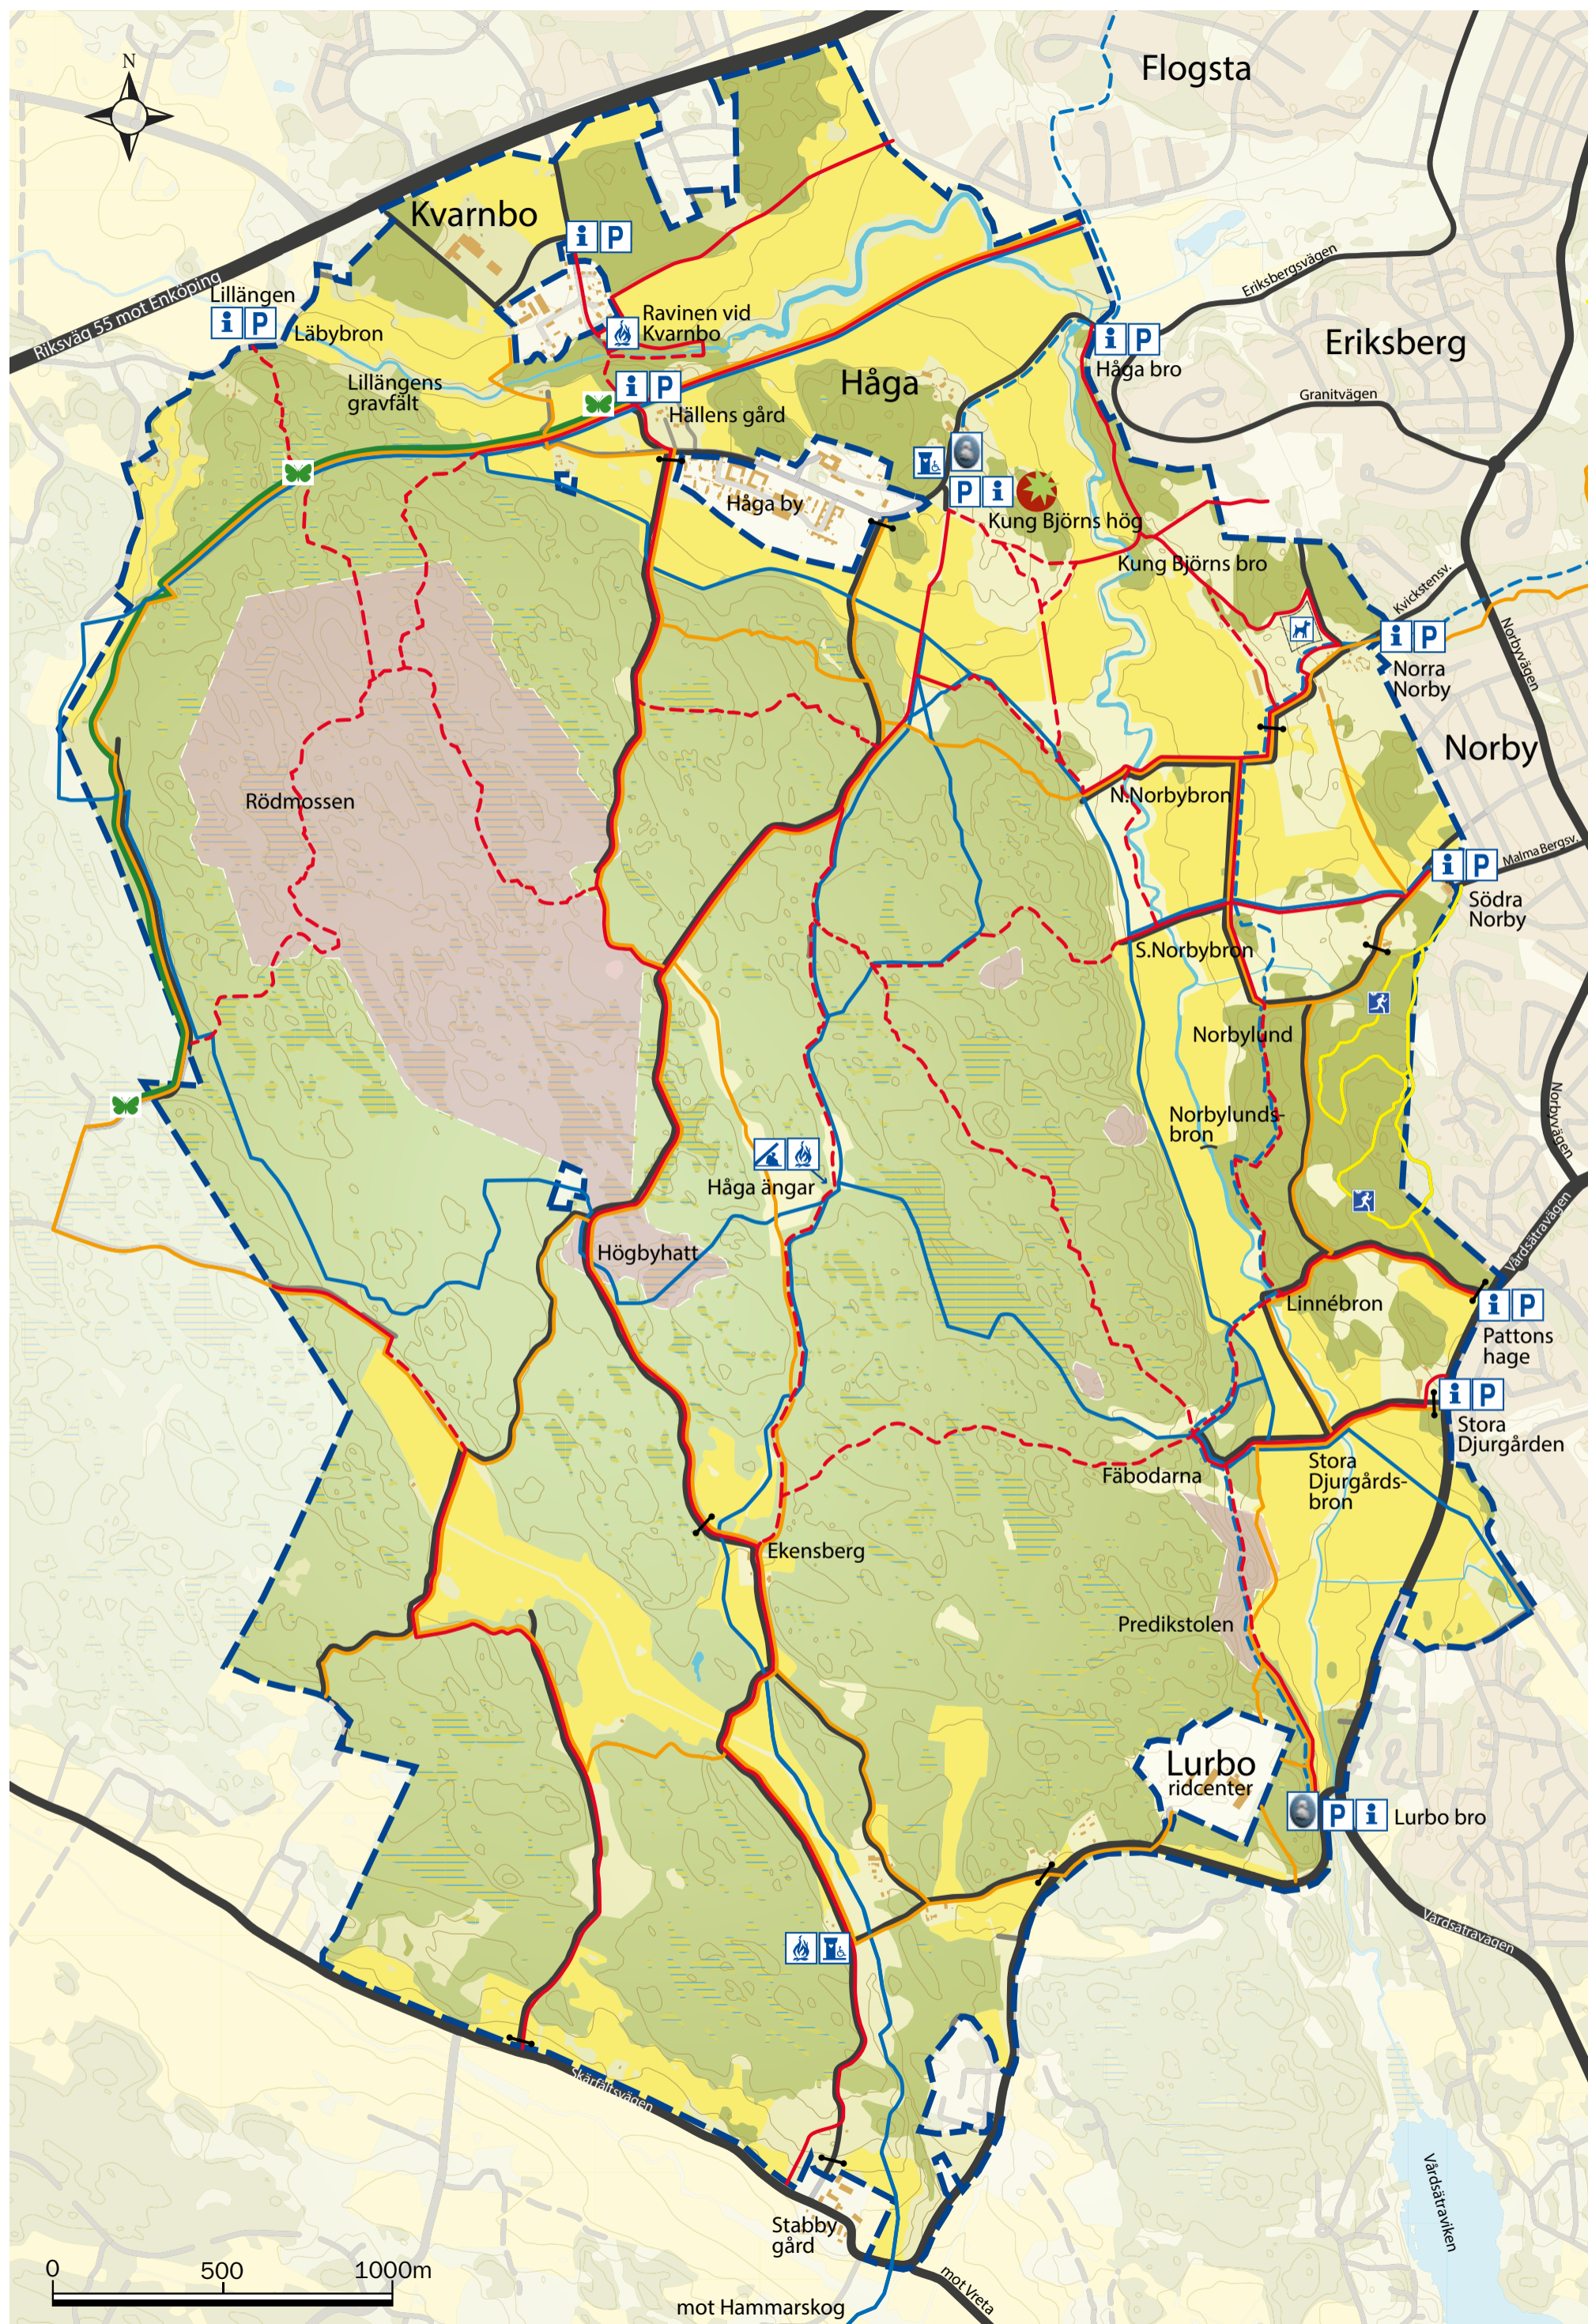 N
Flogsta
Kvarnbo
i P
Riksväg 55 mot Enköping
Lillängen
i P
Läbybron
Ravinen vid
Kvarnbo
Eriksbergsvägen
Eriksberg
i P
Håga bro
Lillängens
gravfält
i P
Håga
Hällens gård
Granitvägen
Håga by
P i
Kung Björns hög
Kung Björns bro
Kvickstensv.
Norbyvägen
i P
Norra
Norby
Norby
Rödmossen
N.Norbybron
Malma Bergsv.
i P
Södra
Norby
S.Norbybron
Norbylund
Norbylunds-
bron
Norbyvägen
Håga ängar
Högbyhatt
Vårdsätravägen
Linnébron
i P
Pattons
hage
i P
Stora
Djurgården
Stora
Djurgårds-
bron
Fäbodarna
Ekensberg
Predikstolen
Lurbo
ridcenter
P i
Lurbo bro
Vårdsätravägen
Skärfältsvägen
Vårdsätraviken
Stabby
gård
mot Vreta
mot Hammarskog
0 500 1000m